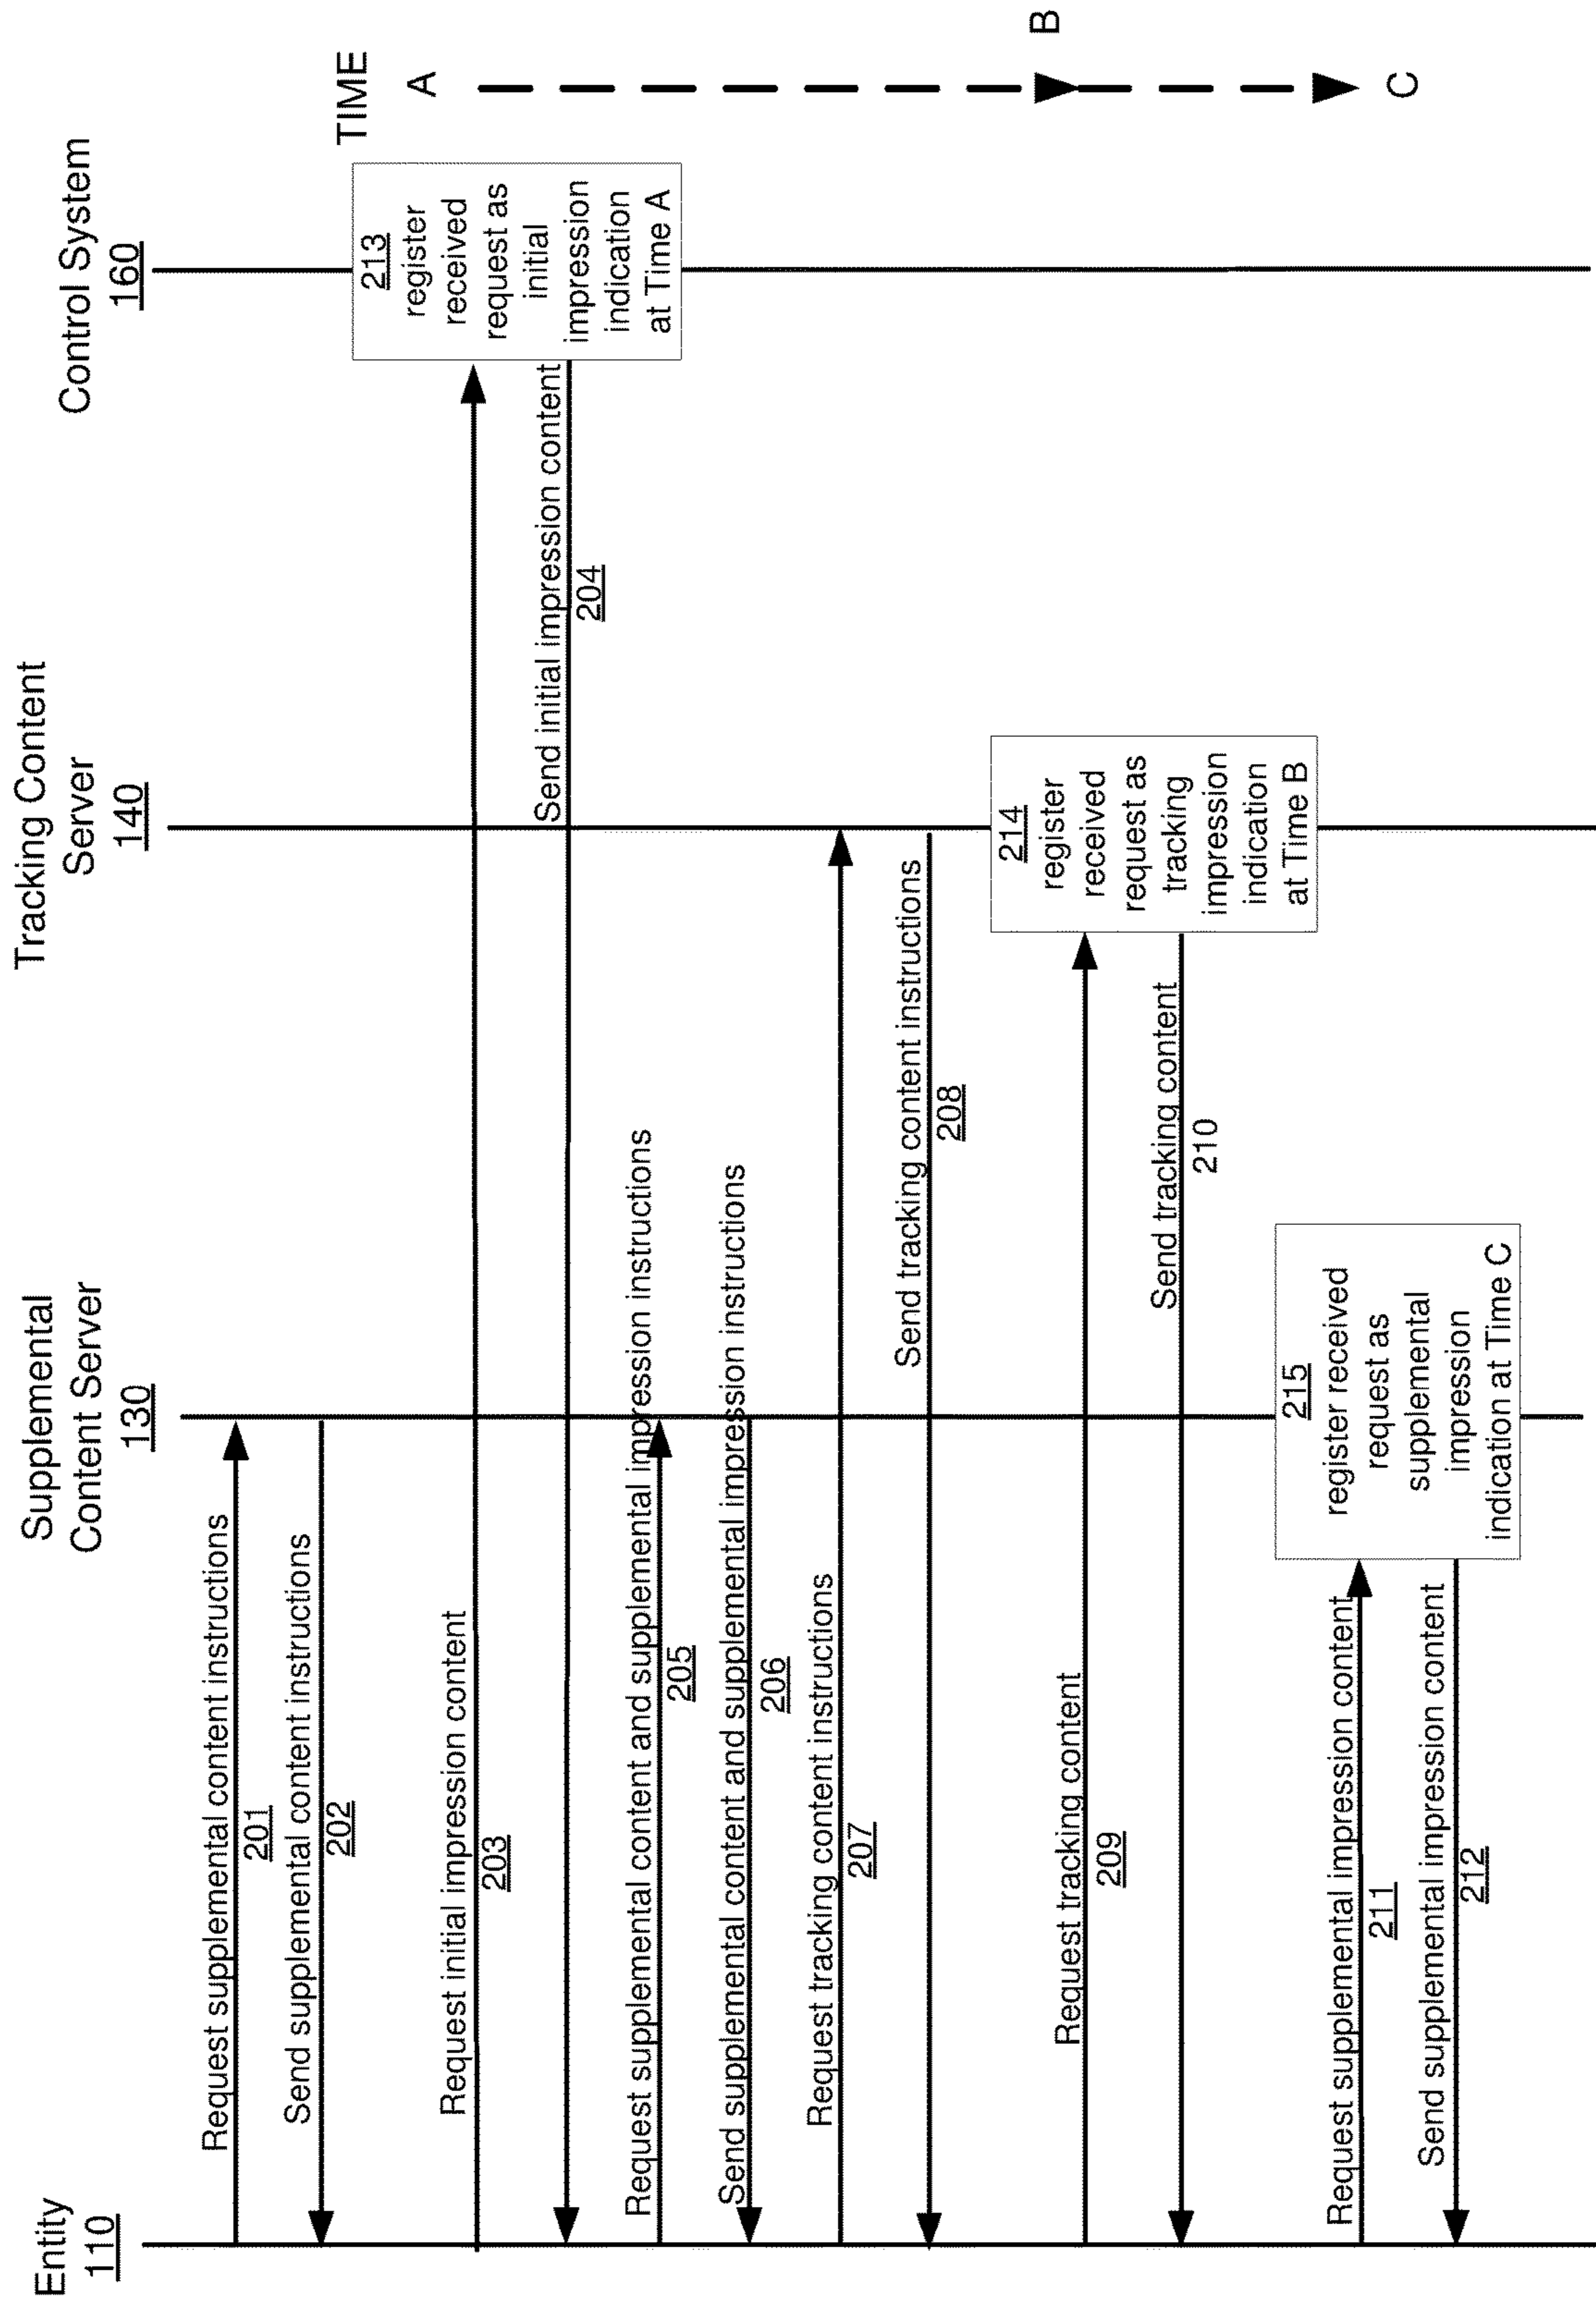 Entity
110
Supplemental
Content Server
130
Tracking Content
Server
140
Control System
160
TIME
A
B
C
Request supplemental content instructions
201
Send supplemental content instructions
202
Request initial impression content
203
213
register
received
request as
initial
impression
indication
at Time A
Send initial impression content
204
Request supplemental content and supplemental impression instructions
205
Send supplemental content and supplemental impression instructions
206
Request tracking content instructions
207
Send tracking content instructions
208
Request tracking content
209
214
register
received
request as
tracking
impression
indication
at Time B
Send tracking content
210
Request supplemental impression content
211
215
register received
request as
supplemental
impression
indication at Time C
Send supplemental impression content
212